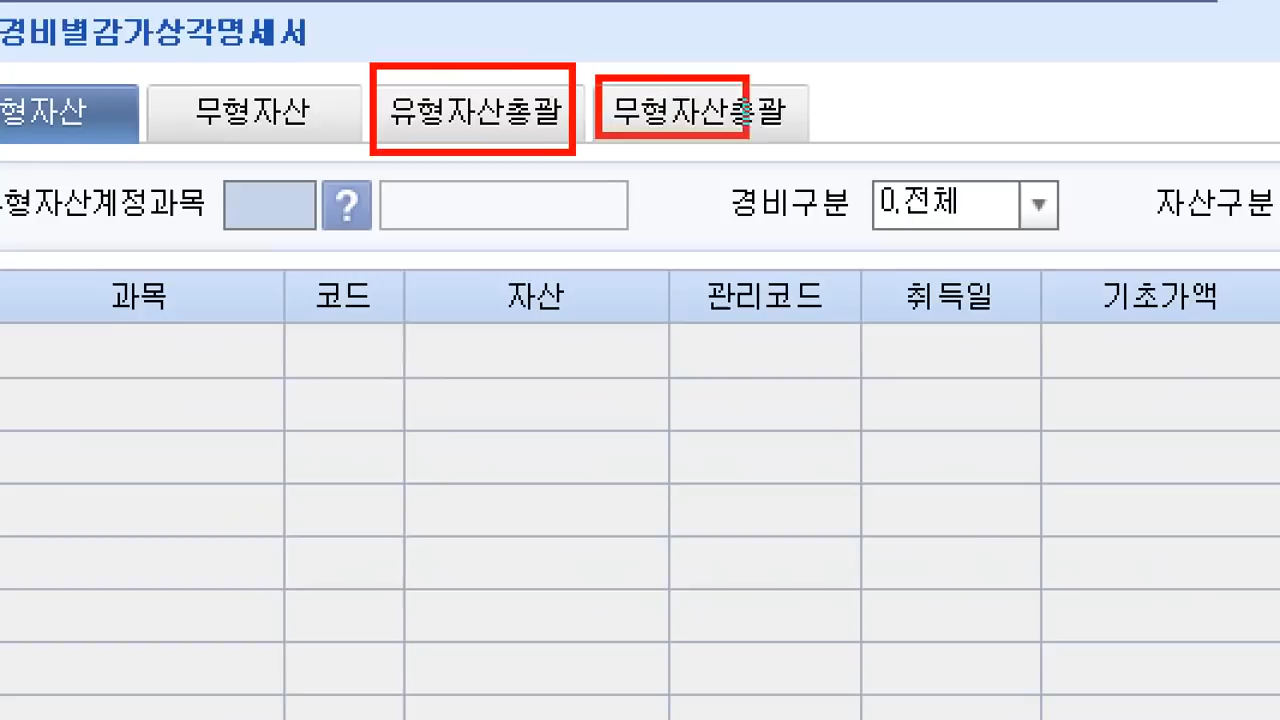 경비별감가상각명세서
형자산 무형자산 유형자산총괄 무형자산총괄
형자산계정과목 ? 경비구분 0.전체 자산구분
과목 코드 자산 관리코드 취득일 기초가액